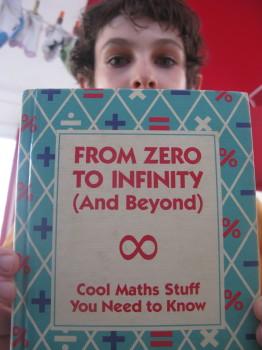 FROM ZERO
TO INFINITY
(And Beyond)
∞
Cool Maths Stuff
You Need to Know